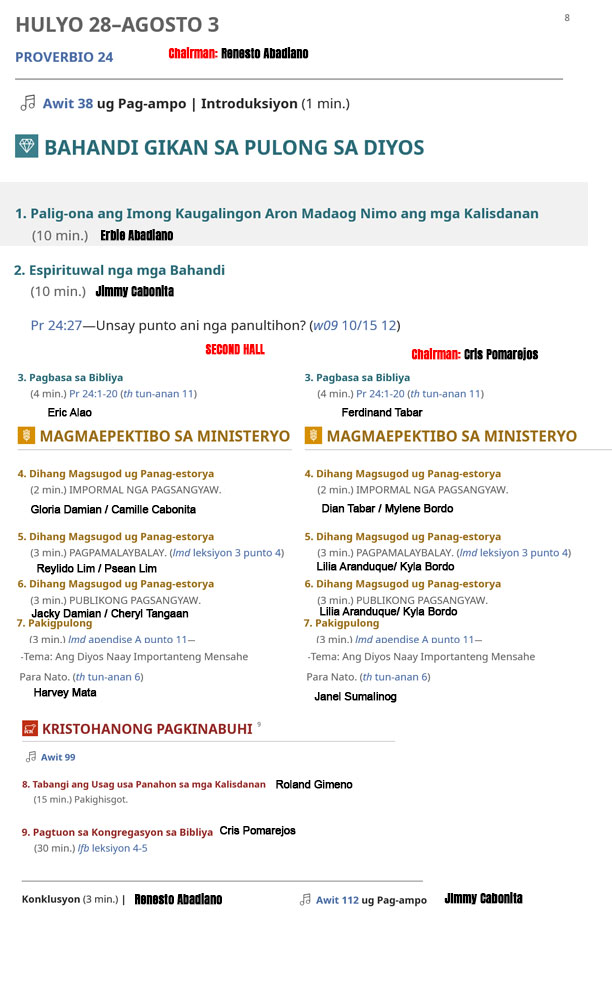 HULYO 28–AGOSTO 3
8
PROVERBIO 24
Chairman: Renesto Abadiano
Awit 38 ug Pag-ampo | Introduksiyon (1 min.)
BAHANDI GIKAN SA PULONG SA DIYOS
1. Palig-ona ang Imong Kaugalingon Aron Madaog Nimo ang mga Kalisdanan
(10 min.) Erbie Abadiano
2. Espirituwal nga mga Bahandi
(10 min.) Jimmy Cabonita
Pr 24:27—Unsay punto ani nga panultihon? (w09 10/15 12)
SECOND HALL
Chairman: Cris Pomarejos
3. Pagbasa sa Bibliya
(4 min.) Pr 24:1-20 (th tun-anan 11)
Eric Alao
MAGMAEPEKTIBO SA MINISTERYO
4. Dihang Magsugod ug Panag-estorya
(2 min.) IMPORMAL NGA PAGSANGYAW.
Gloria Damian / Camille Cabonita
5. Dihang Magsugod ug Panag-estorya
(3 min.) PAGPAMALAYBALAY. (lmd leksiyon 3 punto 4)
Reylido Lim / Psean Lim
6. Dihang Magsugod ug Panag-estorya
(3 min.) PUBLIKONG PAGSANGYAW.
Jacky Damian / Cheryl Tangaan
7. Pakigpulong
(3 min.) lmd apendise A punto 11—
-Tema: Ang Diyos Naay Importanteng Mensahe
Para Nato. (th tun-anan 6)
Harvey Mata
3. Pagbasa sa Bibliya
(4 min.) Pr 24:1-20 (th tun-anan 11)
Ferdinand Tabar
MAGMAEPEKTIBO SA MINISTERYO
4. Dihang Magsugod ug Panag-estorya
(2 min.) IMPORMAL NGA PAGSANGYAW.
Dian Tabar / Mylene Bordo
5. Dihang Magsugod ug Panag-estorya
(3 min.) PAGPAMALAYBALAY. (lmd leksiyon 3 punto 4)
Lilia Aranduque/ Kyla Bordo
6. Dihang Magsugod ug Panag-estorya
(3 min.) PUBLIKONG PAGSANGYAW.
Lilia Aranduque/ Kyla Bordo
7. Pakigpulong
(3 min.) lmd apendise A punto 11—
-Tema: Ang Diyos Naay Importanteng Mensahe
Para Nato. (th tun-anan 6)
Janel Sumalinog
KRISTOHANONG PAGKINABUHI 9
Awit 99
8. Tabangi ang Usag usa Panahon sa mga Kalisdanan Roland Gimeno
(15 min.) Pakighisgot.
9. Pagtuon sa Kongregasyon sa Bibliya Cris Pomarejos
(30 min.) lfb leksiyon 4-5
Konklusyon (3 min.) | Renesto Abadiano
Awit 112 ug Pag-ampo Jimmy Cabonita